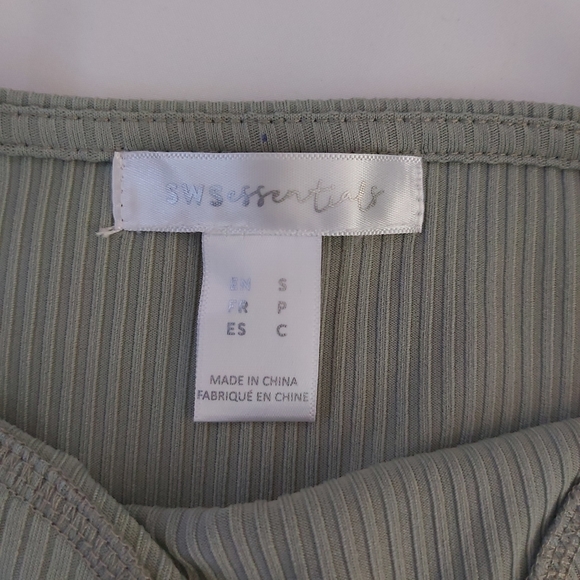 SWSessentials
EN S
FR P
ES C
MADE IN CHINA
FABRIQUÉ EN CHINE